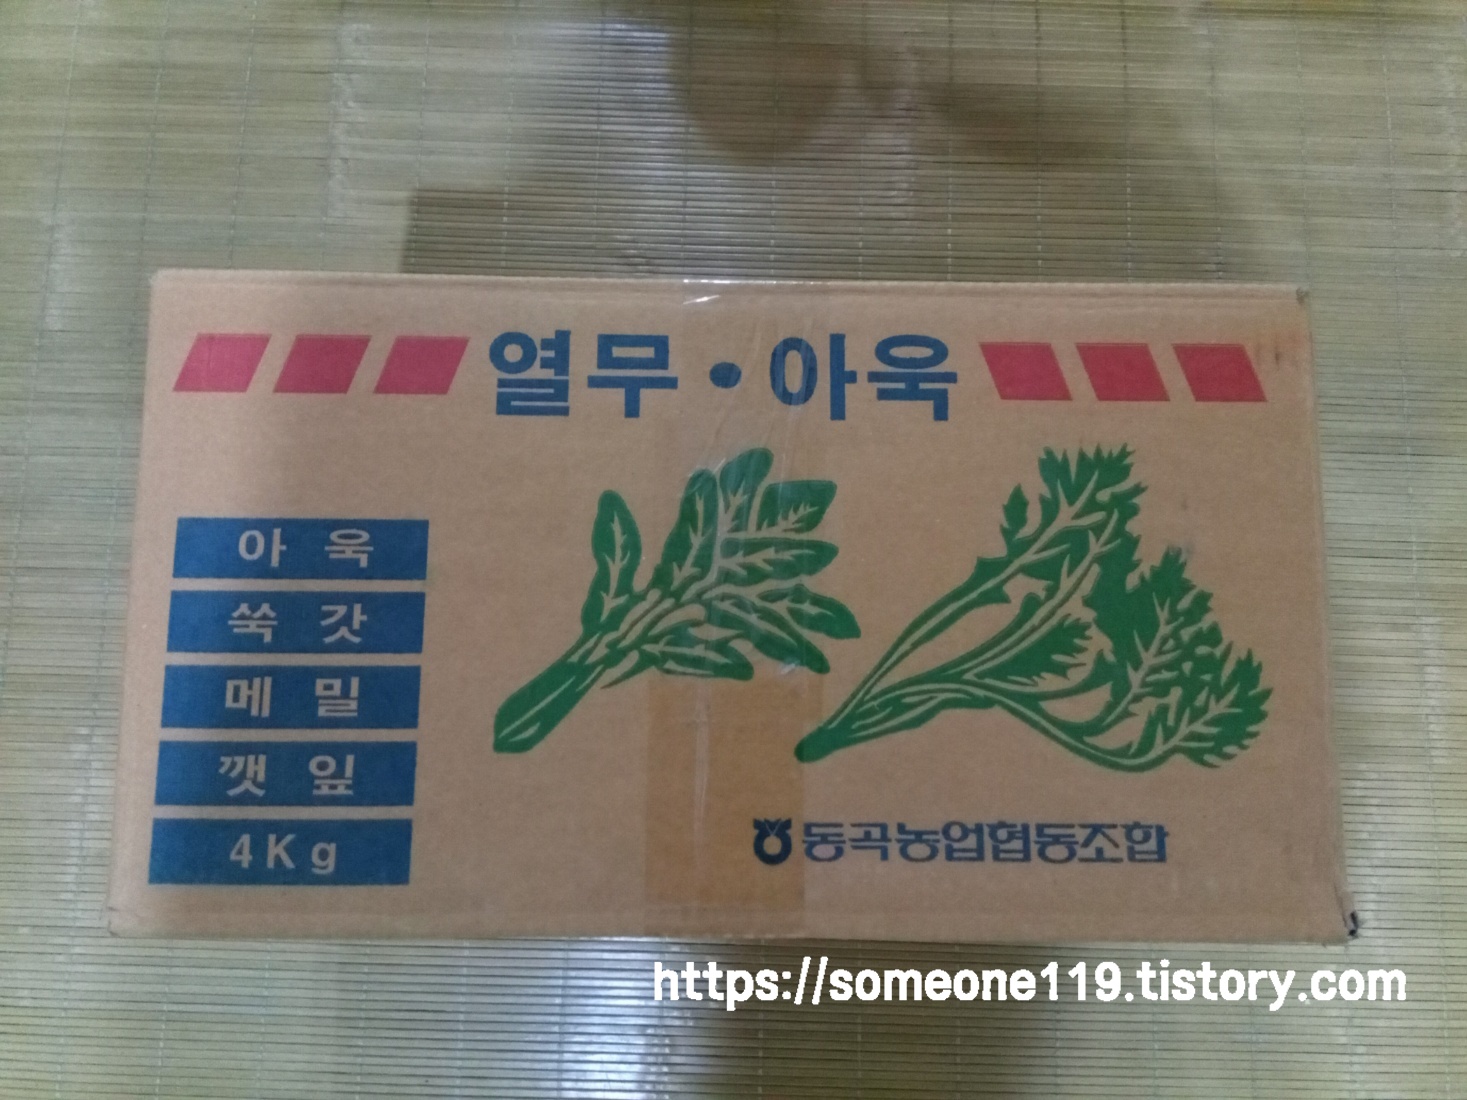 열무·아욱
아욱
쑥갓
메밀
깻잎
4Kg
동곡농업협동조합
https://someone119.tistory.com